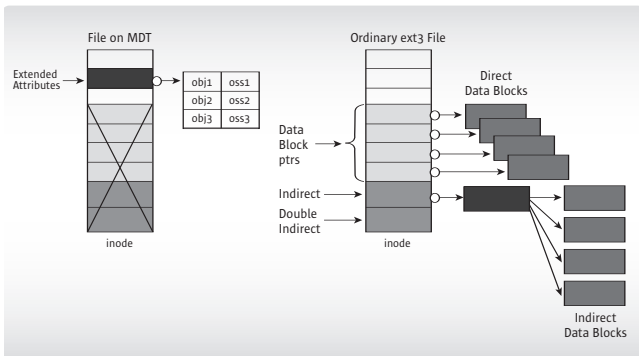 File on MDT
Extended
Attributes
obj1 oss1
obj2 oss2
obj3 oss3
inode
Ordinary ext3 File
Data
Block
ptrs
Indirect
Double
Indirect
inode
Direct
Data Blocks
Indirect
Data Blocks